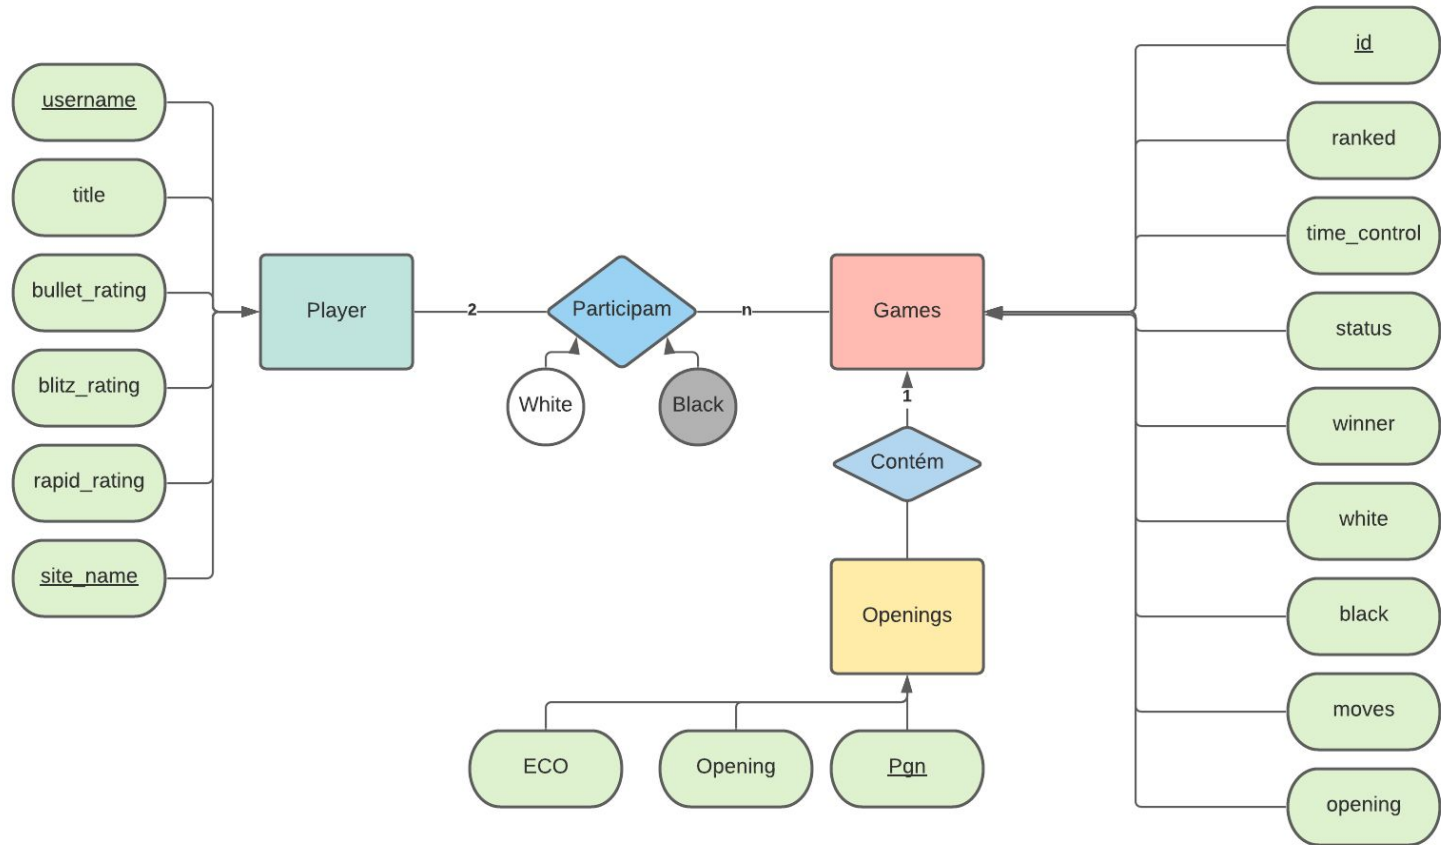 username
title
bullet_rating
blitz_rating
rapid_rating
site_name
Player
2
Participam
White
Black
n
Games
1
Contém
Openings
ECO
Opening
Pgn
id
ranked
time_control
status
winner
white
black
moves
opening